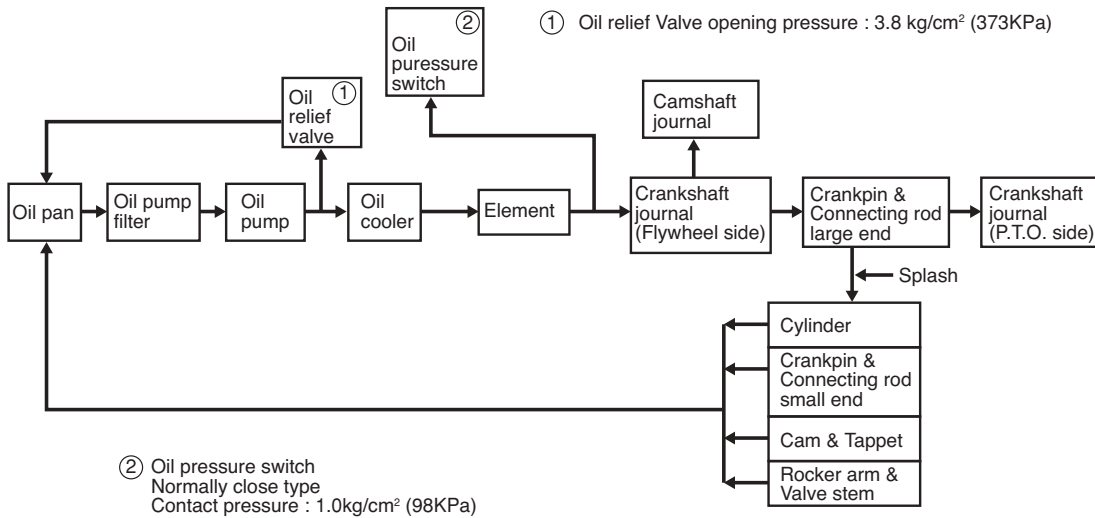 ② Oil puressure switch
① Oil relief Valve opening pressure : 3.8 kg/cm² (373KPa)
① Oil
relief
valve
Camshaft
journal
Oil pan
Oil pump
filter
Oil
pump
Oil
cooler
Element
Crankshaft
journal
(Flywheel side)
Crankpin &
Connecting rod
large end
Crankshaft
journal
(P.T.O. side)
Splash
Cylinder
Crankpin &
Connecting rod
small end
Cam & Tappet
Rocker arm &
Valve stem
② Oil pressure switch
Normally close type
Contact pressure : 1.0kg/cm² (98KPa)